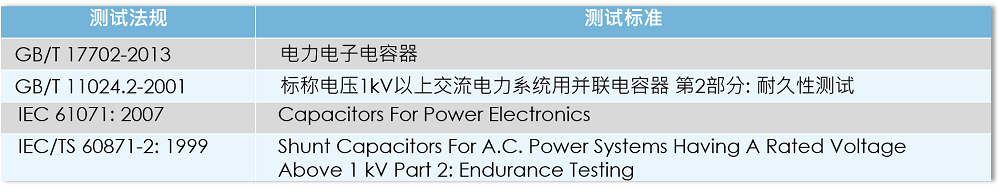 测试法规 测试标准
GB/T 17702-2013 电力电子电容器
GB/T 11024.2-2001 标称电压1kV以上交流电力系统用并联电容器 第2部分: 耐久性测试
IEC 61071: 2007 Capacitors For Power Electronics
IEC/TS 60871-2: 1999 Shunt Capacitors For A.C. Power Systems Having A Rated Voltage
Above 1 kV Part 2: Endurance Testing